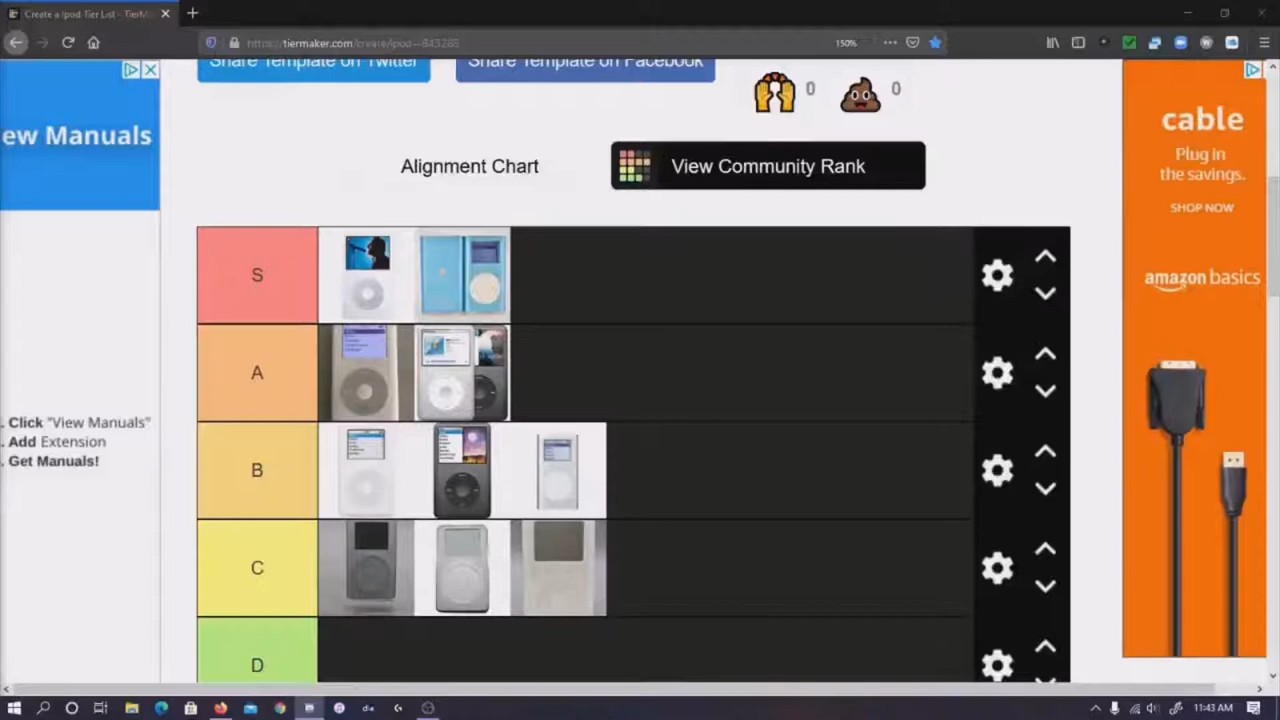 Create a Ipod Tier List - TierM
https://tiermaker.com/create/ipod--843285
150%
Share Template on Twitter
Share Template on Facebook
0
0
ew Manuals
Alignment Chart
View Community Rank
S
A
B
C
D
. Click "View Manuals"
. Add Extension
. Get Manuals!
cable
Plug in
the savings.
SHOP NOW
amazon basics
11:43 AM